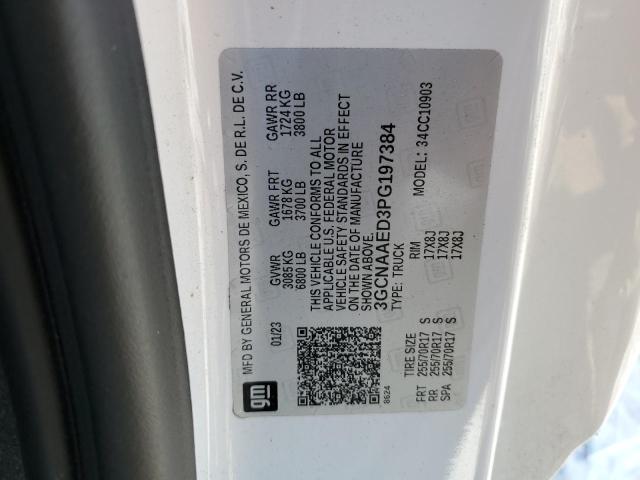 MFD BY GENERAL MOTORS DE MEXICO, S. DE R.L. DE C.V.
01/23 GVWR GAWR FRT GAWR RR
3085 KG 1678 KG 1724 KG
6800 LB 3700 LB 3800 LB
THIS VEHICLE CONFORMS TO ALL
APPLICABLE U.S. FEDERAL MOTOR
VEHICLE SAFETY STANDARDS IN EFFECT
ON THE DATE OF MANUFACTURE
SHOWN ABOVE.
3GCNAAED3PG197384
TYPE: TRUCK MODEL: 34CC10903
gm
8624
TIRE SIZE RIM
FRT 255/70R17 S 17X8J
RR 255/70R17 S 17X8J
SPA 255/70R17 S 17X8J